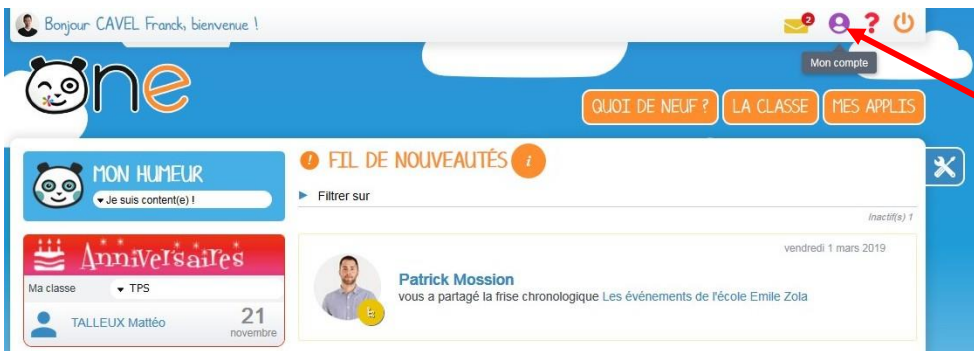 Bonjour CAVEL Franck, bienvenue !
2
?
Mon compte
One
QUOI DE NEUF ?
LA CLASSE
MES APPLIS
MON HUMEUR
Je suis content(e) !
! FIL DE NOUVEAUTÉS i
Filtrer sur
Inactif(s) 1
Anniversaires
Ma classe TPS
TALLEUX Mattéo
21
novembre
vendredi 1 mars 2019
Patrick Mossion
vous a partagé la frise chronologique Les événements de l'école Emile Zola